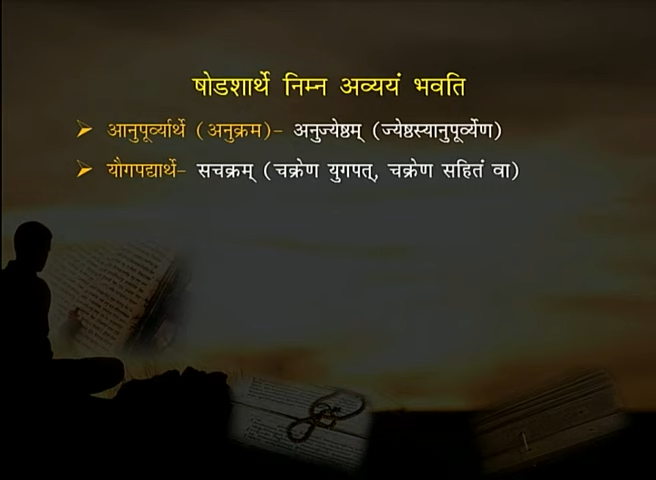 षोडशार्थे निम्न अव्ययं भवति
➢ आनुपूर्व्यार्थे (अनुक्रम)- अनुज्येष्ठम् (ज्येष्ठस्यानुपूर्व्येण)
➢ यौगपद्यार्थे- सचक्रम् (चक्रेण युगपत्, चक्रेण सहितं वा)